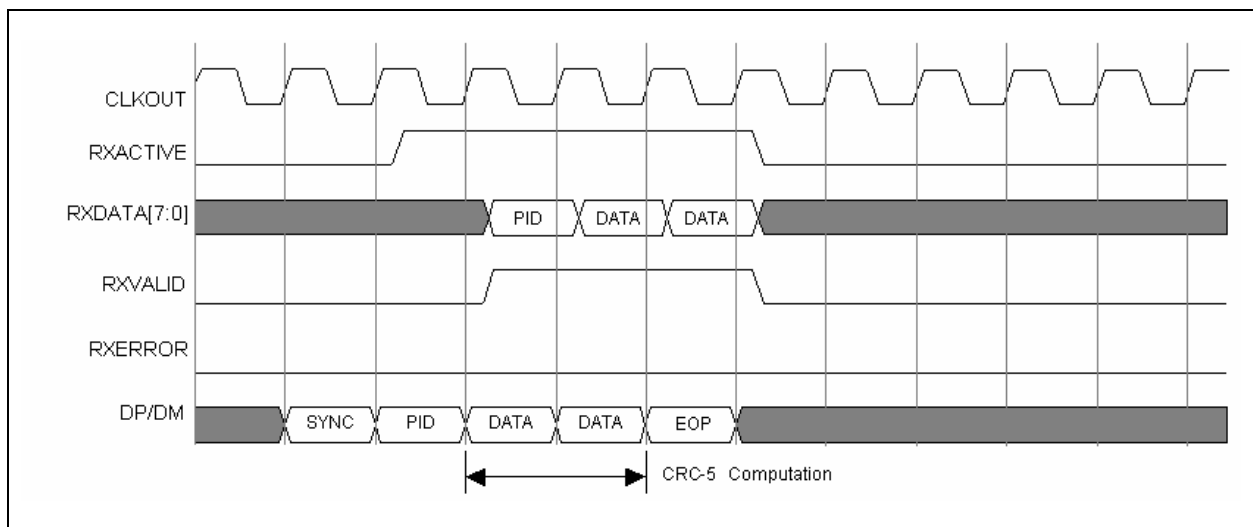 CLKOUT
RXACTIVE
RXDATA[7:0] PID DATA DATA
RXVALID
RXERROR
DP/DM SYNC PID DATA DATA EOP
CRC-5 Computation